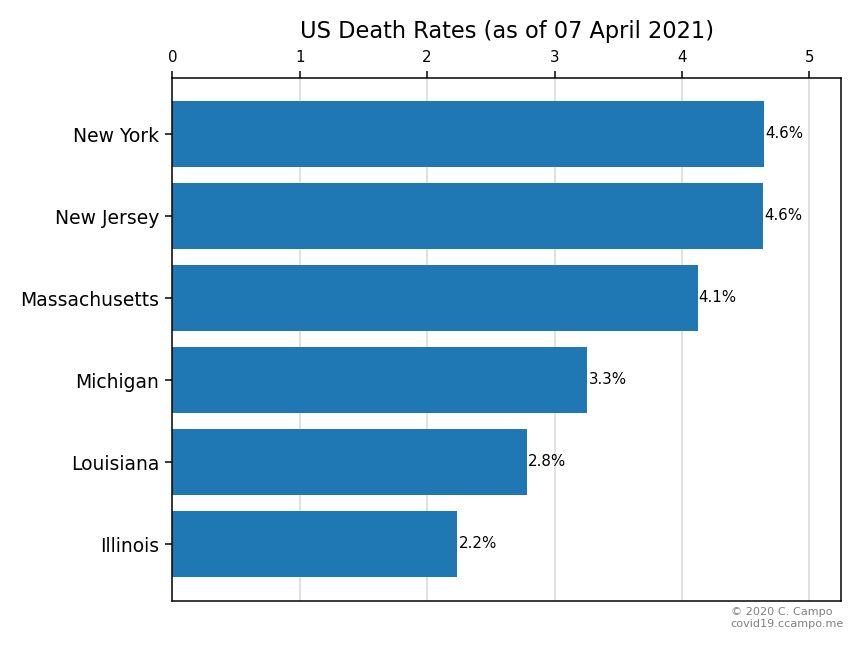 US Death Rates (as of 07 April 2021)
0 1 2 3 4 5
New York 4.6%
New Jersey 4.6%
Massachusetts 4.1%
Michigan 3.3%
Louisiana 2.8%
Illinois 2.2%
© 2020 C. Campo
covid19.ccampo.me